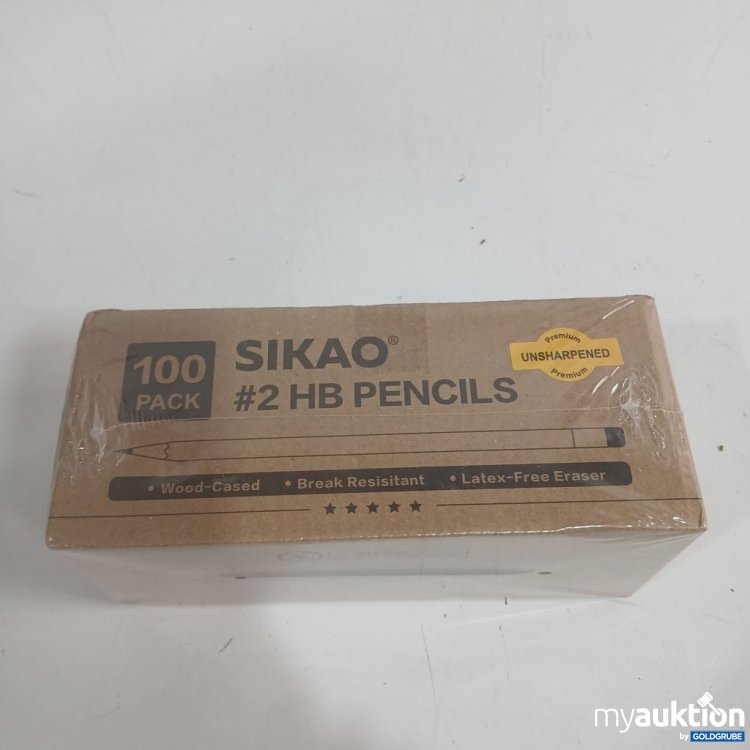 100
PACK
SIKAO®
#2 HB PENCILS
Premium
UNSHARPENED
Premium
• Wood-Cased • Break Resisitant • Latex-Free Eraser
myauktion
by GOLDGRUBE